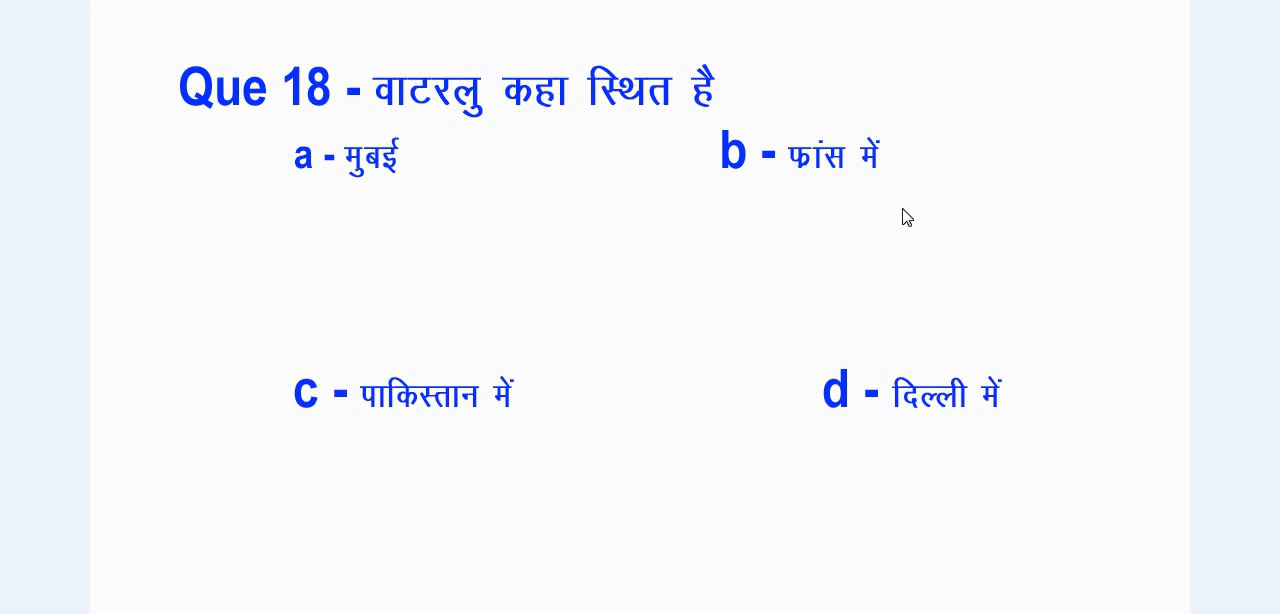 Que 18 - वाटरलु कहा स्थित है
a - मुबई b - फांस में
c - पाकिस्तान में d - दिल्ली में